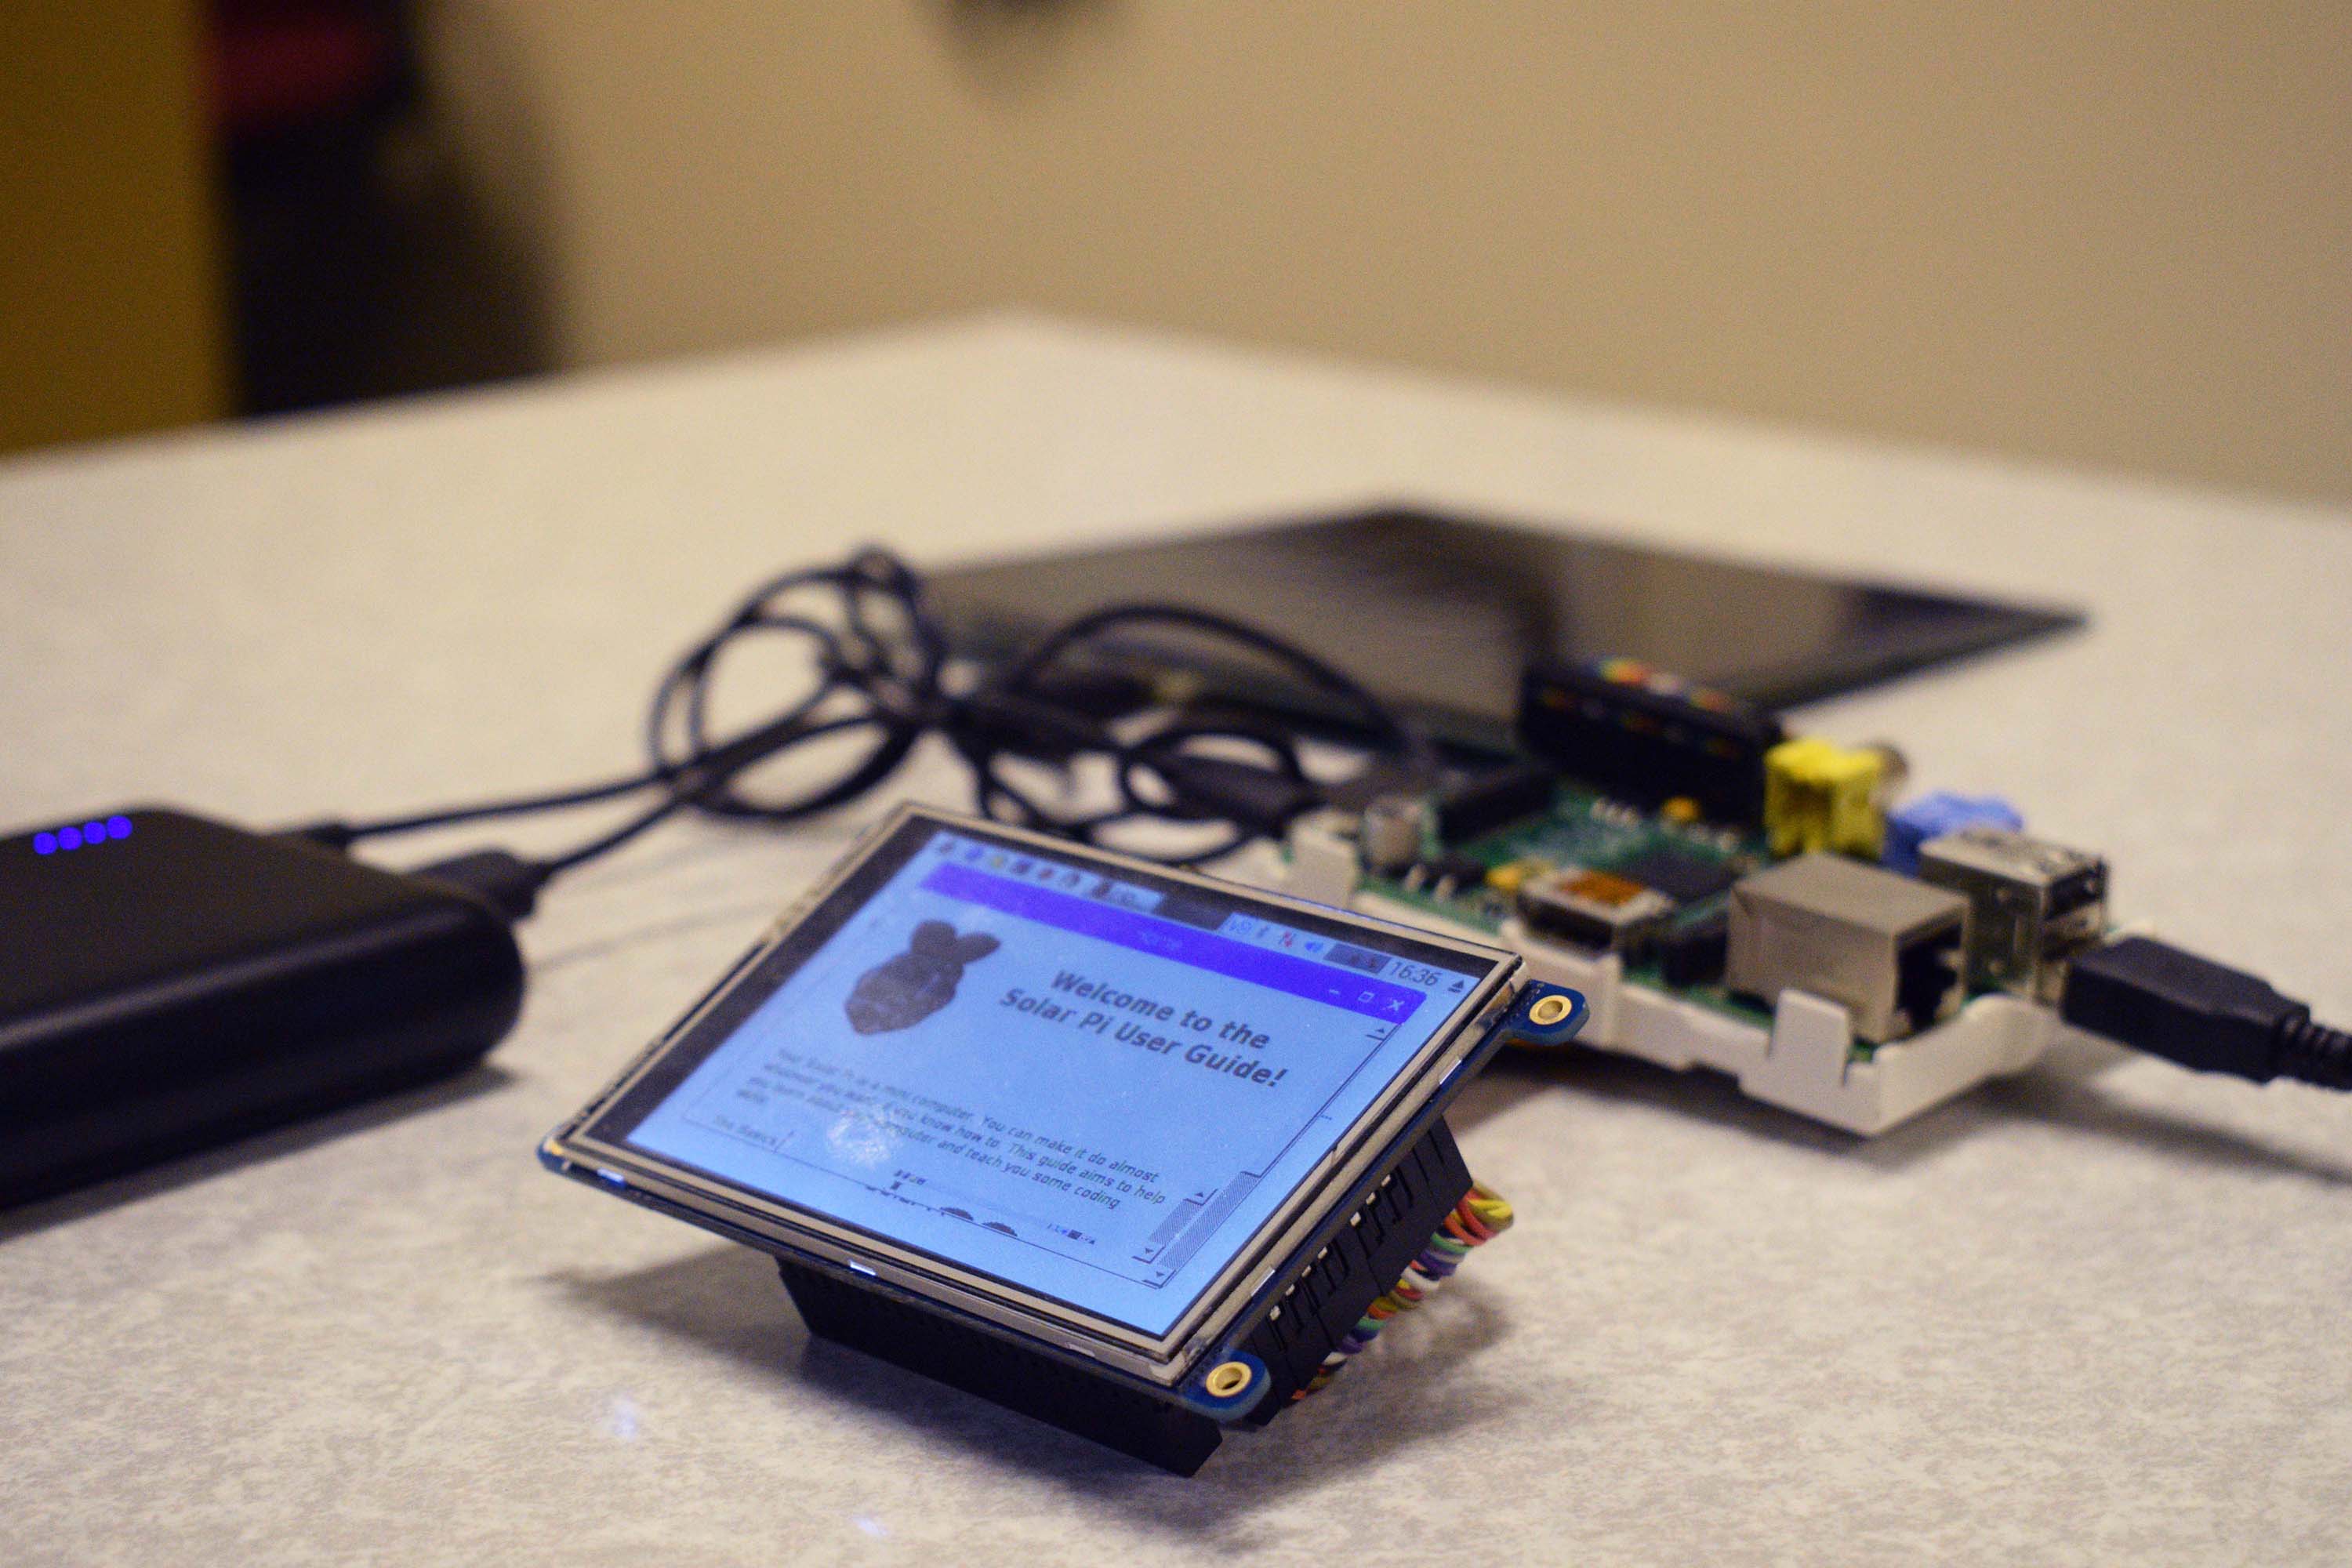 16:36
Home
Welcome to the
Solar Pi User Guide!
Your Solar Pi is a mini computer. You can make it do almost
whatever you want, if you know how to. This guide aims to help
you learn about the computer and teach you some coding
skills.
The Basics